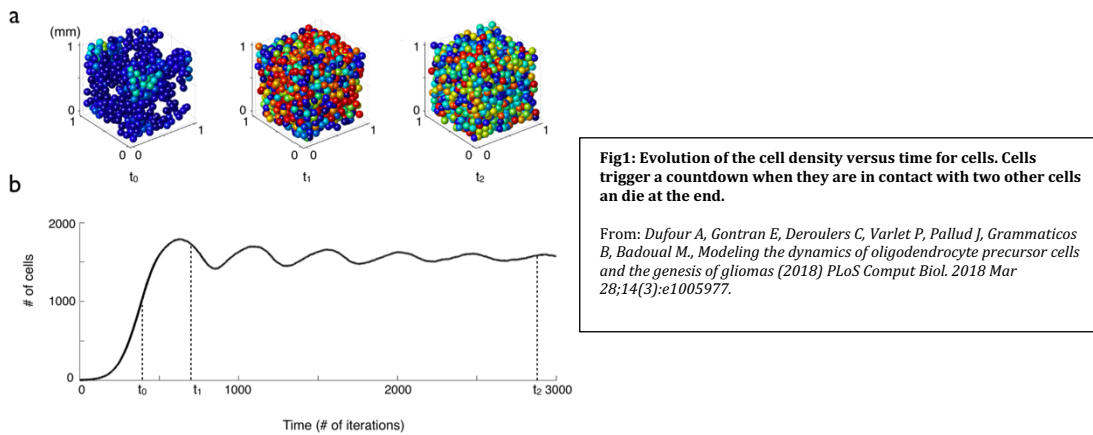 a
(mm)
1
0
1
0 0
1
t0
1
0
1
0 0
1
t1
1
0
1
0 0
1
t2
b
2000
1000
0
# of cells
0
t0
t1
1000
2000
t2
3000
Time (# of iterations)
Fig1: Evolution of the cell density versus time for cells. Cells
trigger a countdown when they are in contact with two other cells
an die at the end.
From: Dufour A, Gontran E, Deroulers C, Varlet P, Pallud J, Grammaticos
B, Badoual M., Modeling the dynamics of oligodendrocyte precursor cells
and the genesis of gliomas (2018) PLoS Comput Biol. 2018 Mar
28;14(3):e1005977.